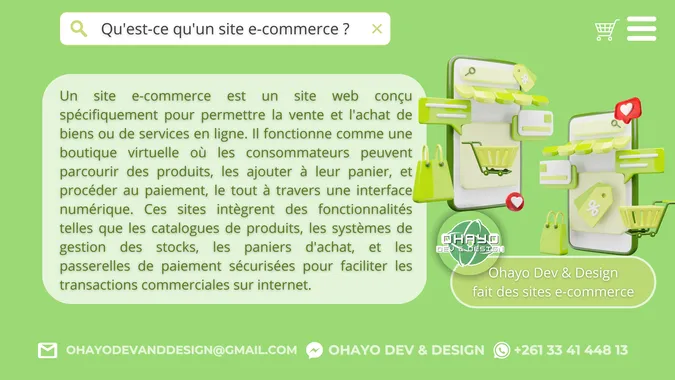 Qu'est-ce qu'un site e-commerce ?
Un site e-commerce est un site web conçu
spécifiquement pour permettre la vente et l'achat de
biens ou de services en ligne. Il fonctionne comme une
boutique virtuelle où les consommateurs peuvent
parcourir des produits, les ajouter à leur panier, et
procéder au paiement, le tout à travers une interface
numérique. Ces sites intègrent des fonctionnalités
telles que les catalogues de produits, les systèmes de
gestion des stocks, les paniers d'achat, et les
passerelles de paiement sécurisées pour faciliter les
transactions commerciales sur internet.
OHAYO
DEV & DESIGN
Ohayo Dev & Design
fait des sites e-commerce
OHAYODEVANDDESIGN@GMAIL.COM
OHAYO DEV & DESIGN
+261 33 41 448 13